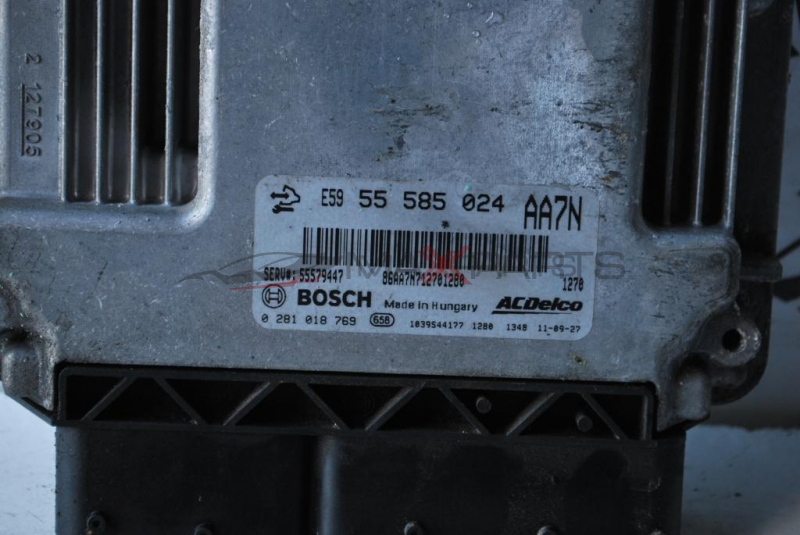 2 127905
E59 55 585 024 AA7N
SERV#: 55579447 86AA7N712701280 1270
BOSCH Made in Hungary ACDelco
0 281 018 769 658 1039S44177 1280 1348 11-09-27